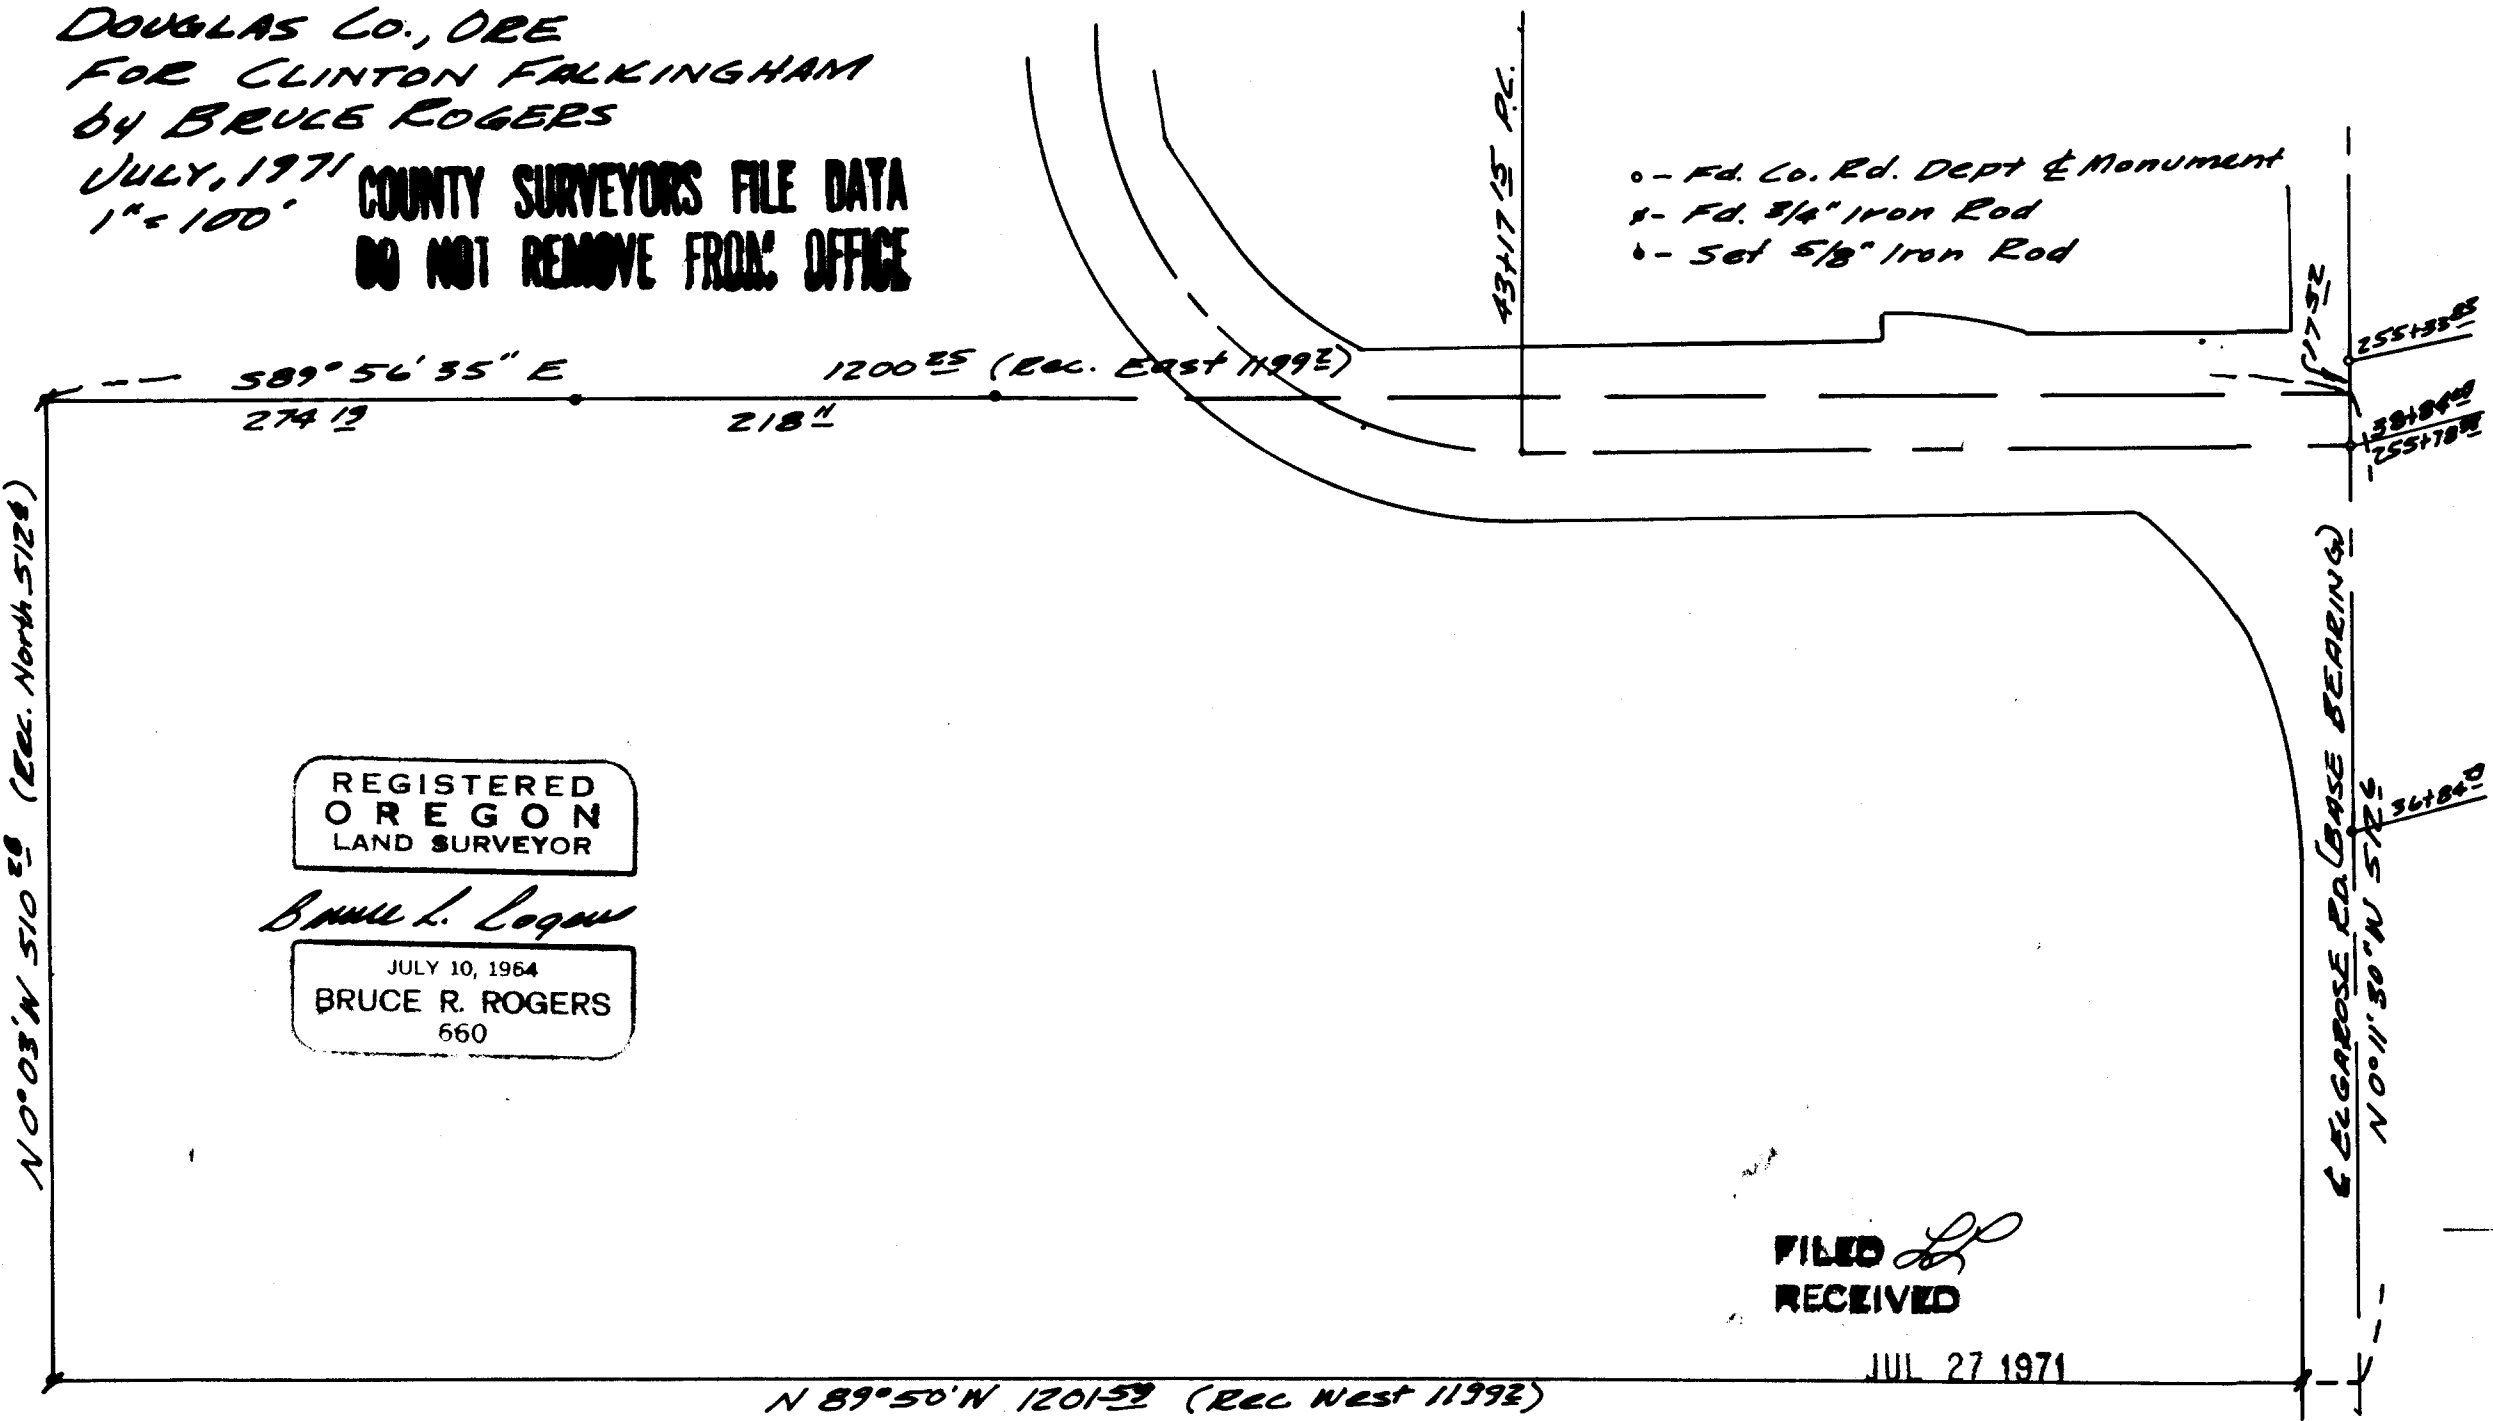 DOUGLAS CO., ORE
FOR CLINTON FALKINGHAM
by BRUCE ROGERS
JULY, 1971
1" = 100'
COUNTY SURVEYORS FILE DATA
DO NOT REMOVE FROM OFFICE
43+17.15 P.C.
o - Fd. Co. Rd. Dept ℄ Monument
- Fd. 3/4" Iron Rod
- Set 5/8" Iron Rod
S89° 56' 35" E 1200.25 (Rec. East 1199.2)
274.19
218.11
17.52
255+33.85
38+84
255+78
N 0° 03' W 510.28 (Rec. North 512.8)
℄ ELGAROSE RD. (BASE BEARING)
N 0° 11' 30" W 512.6
36+84
REGISTERED
OREGON
LAND SURVEYOR
JULY 10, 1964
BRUCE R. ROGERS
660
FILED
RECEIVED
JUL 27 1971
N 89° 50' W 1201.59 (Rec West 1199.2)